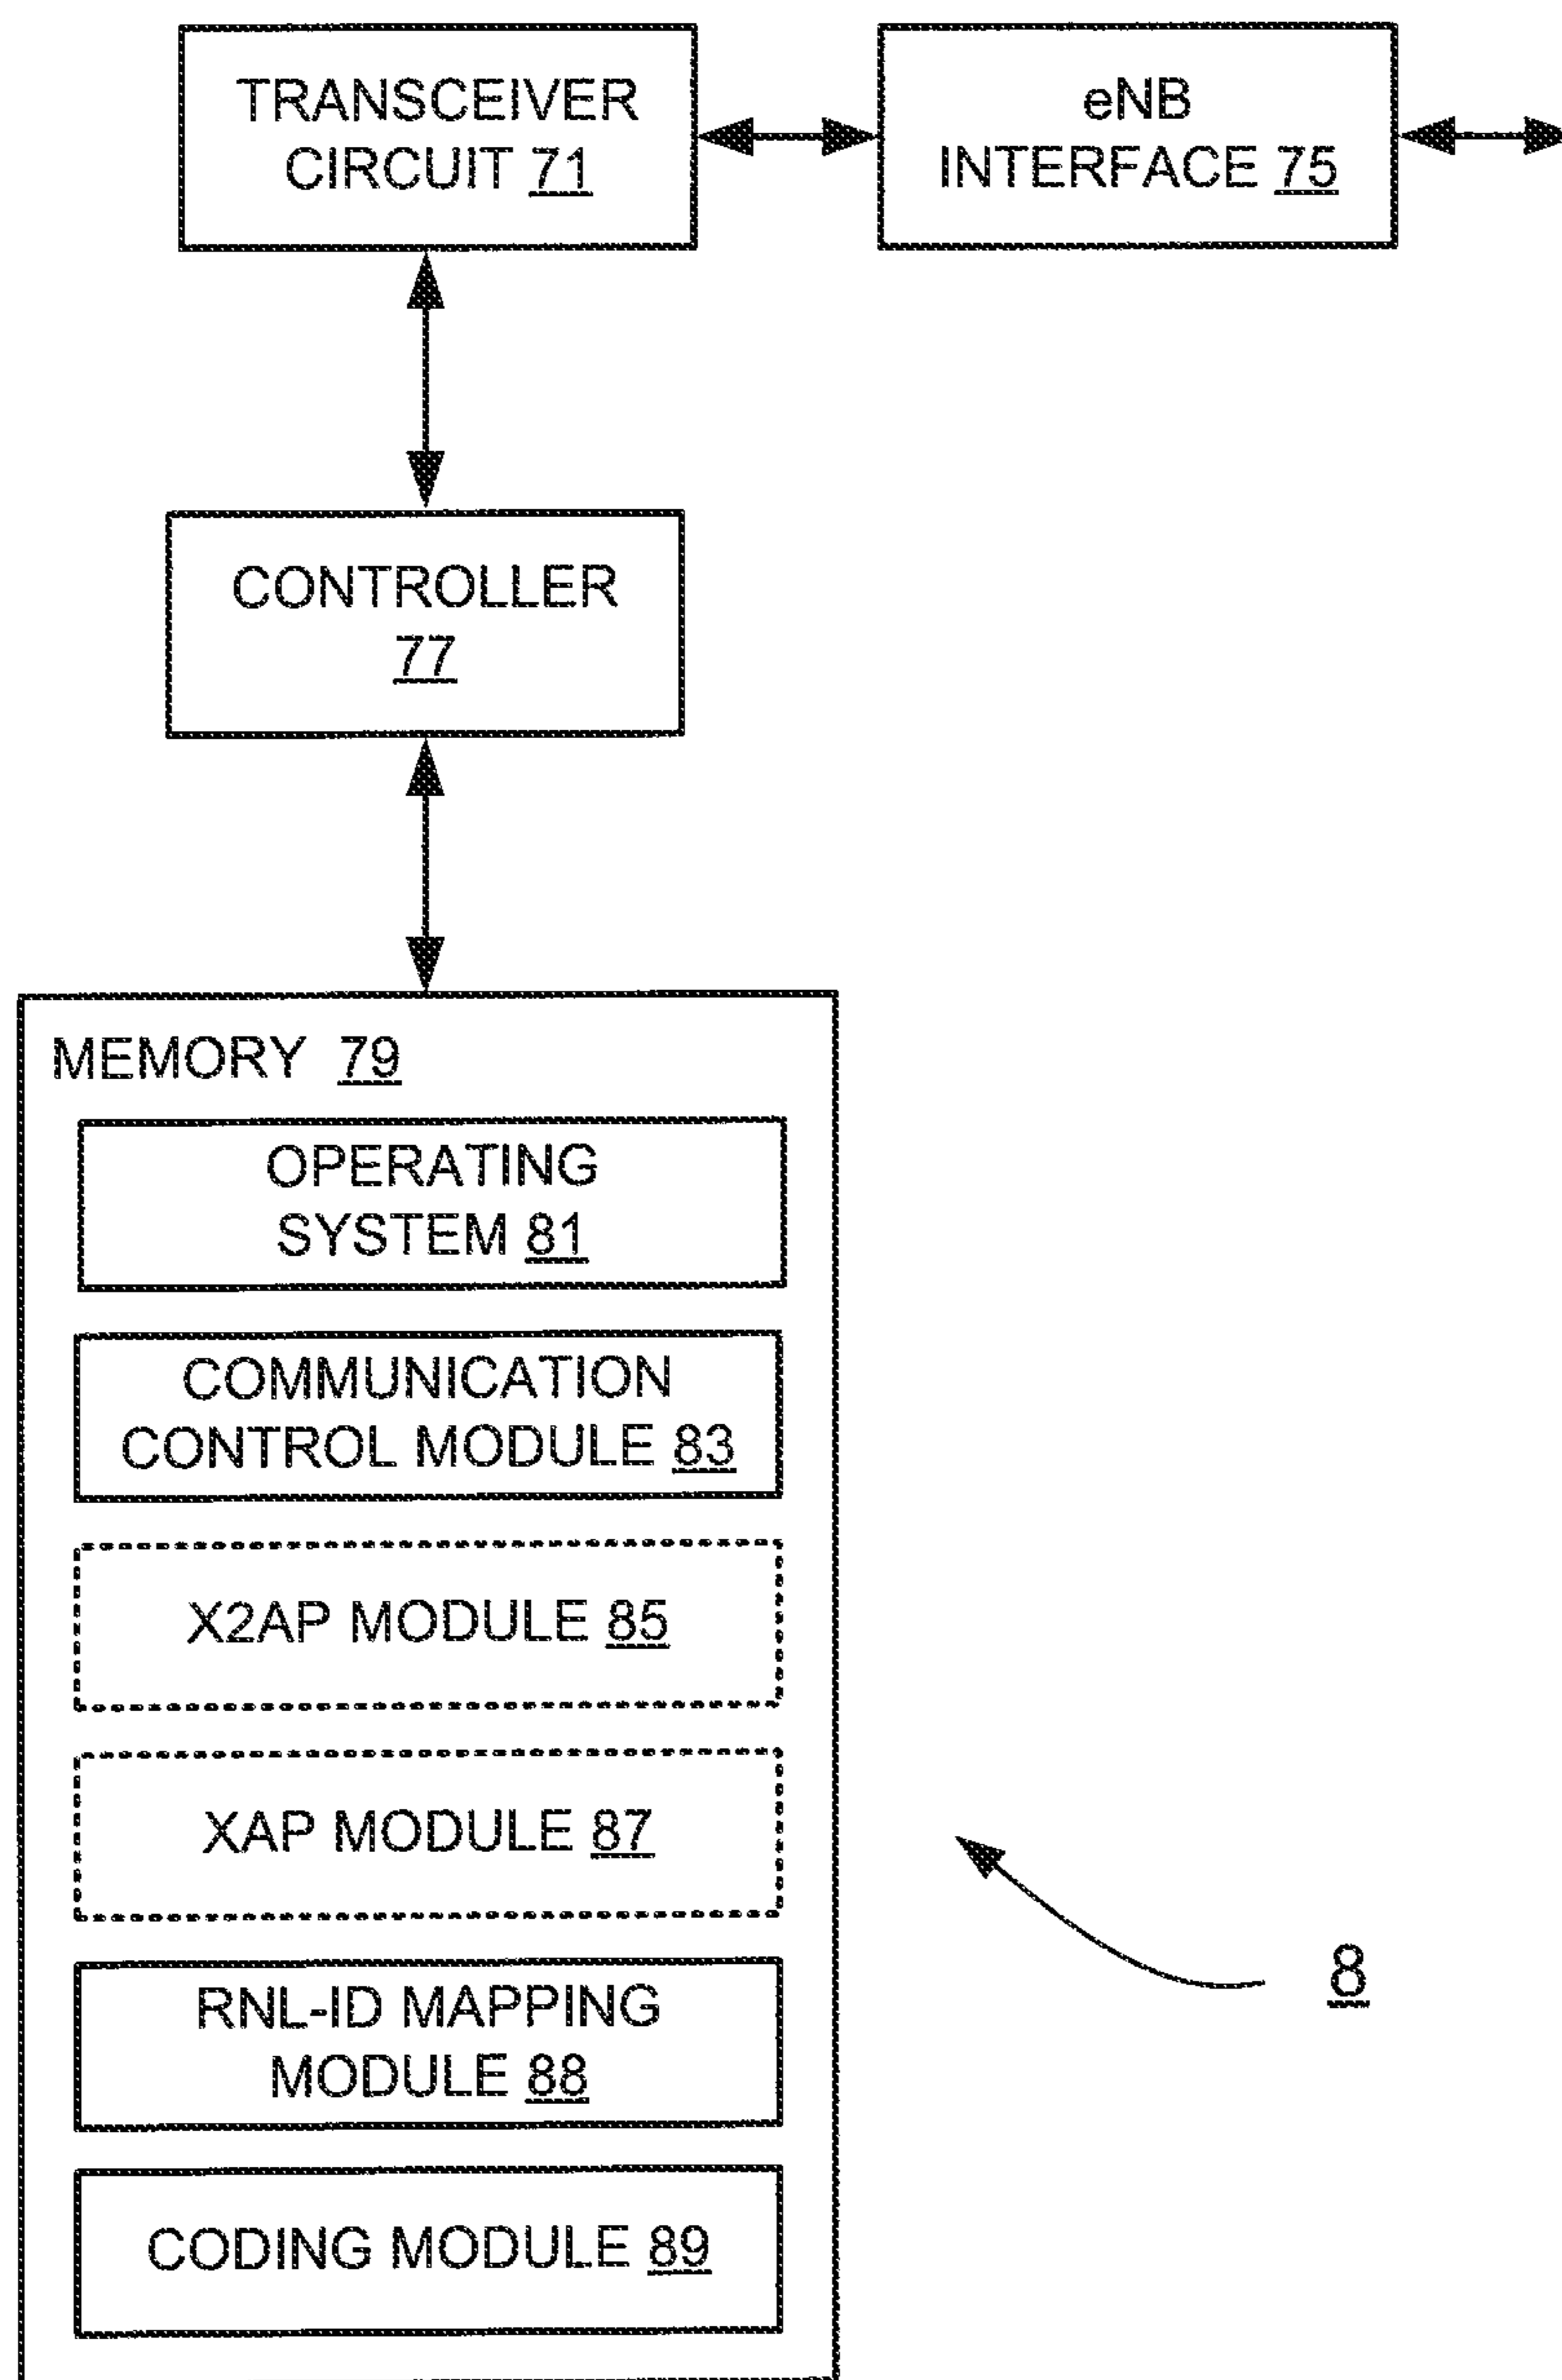 TRANSCEIVER
CIRCUIT 71
eNB
INTERFACE 75
CONTROLLER
77
MEMORY 79
OPERATING
SYSTEM 81
COMMUNICATION
CONTROL MODULE 83
X2AP MODULE 85
XAP MODULE 87
RNL-ID MAPPING
MODULE 88
CODING MODULE 89
8